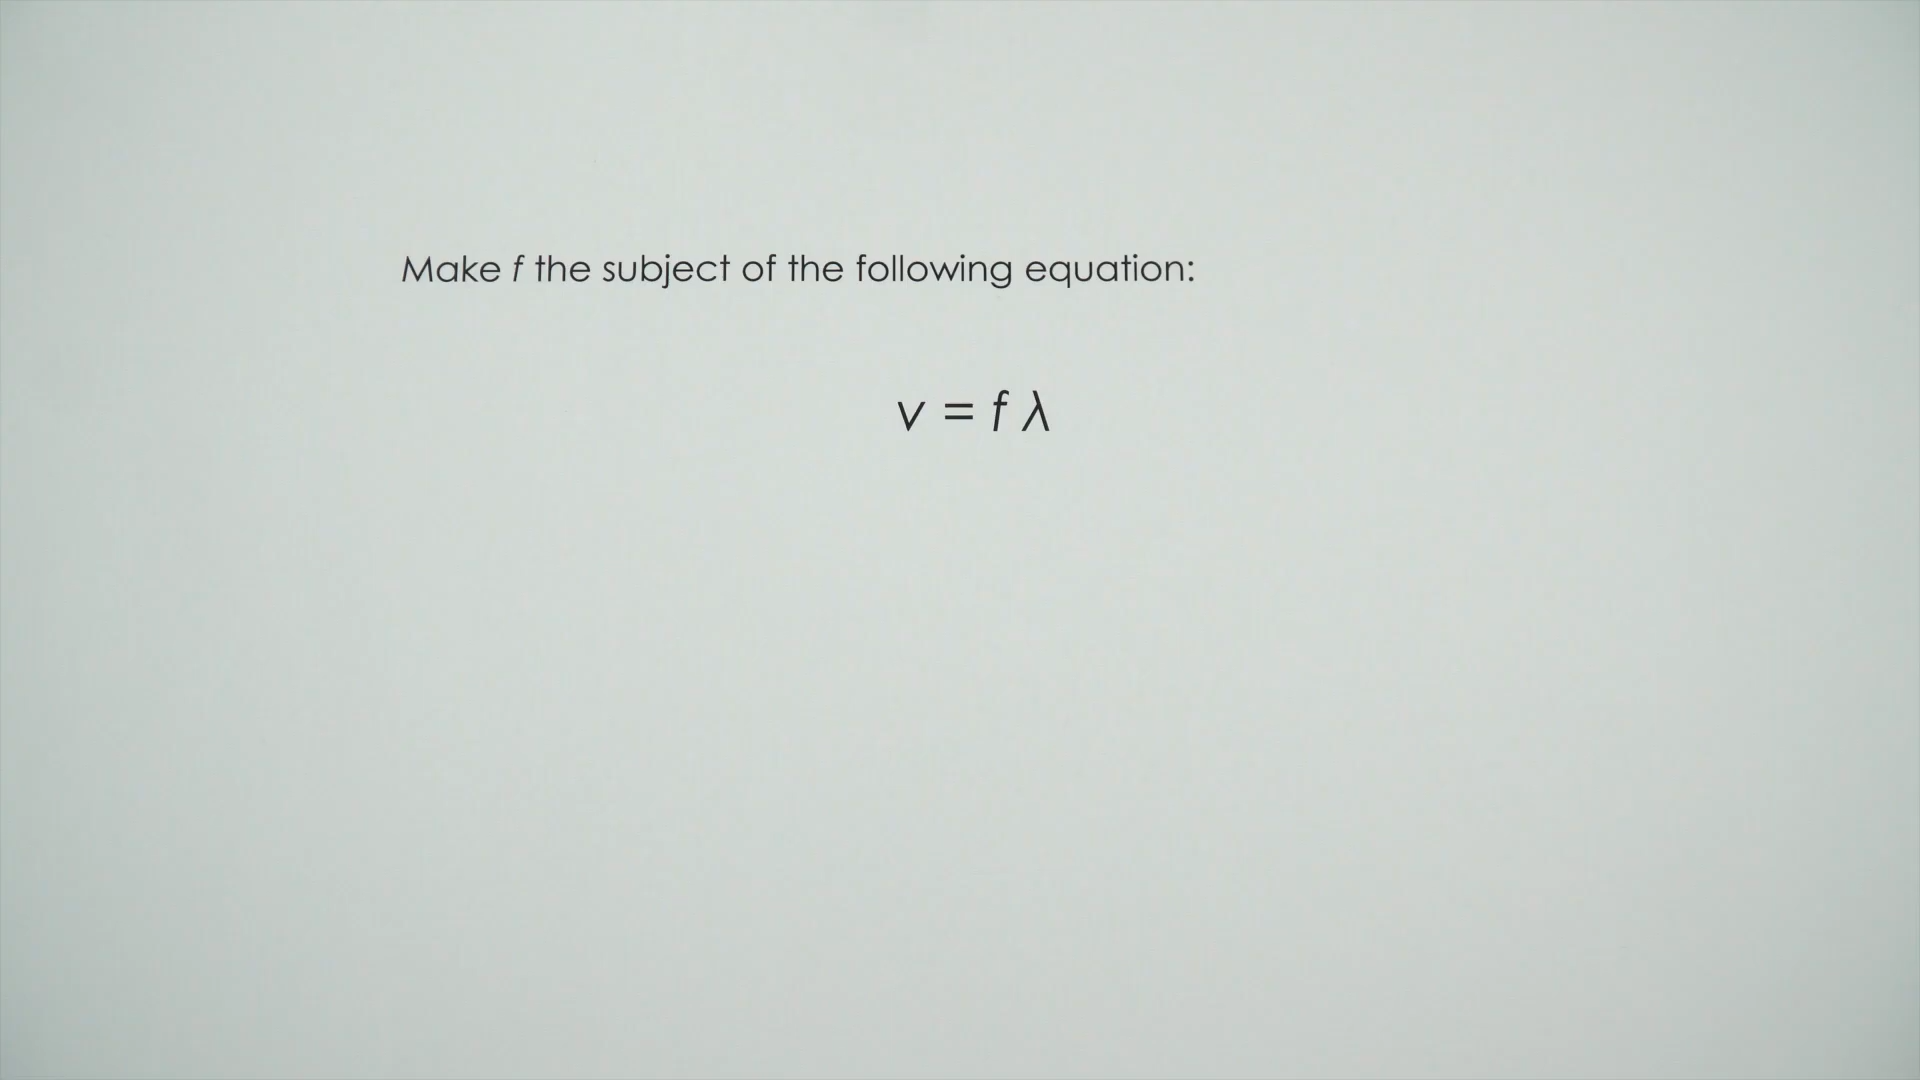 Make f the subject of the following equation:
v = f λ